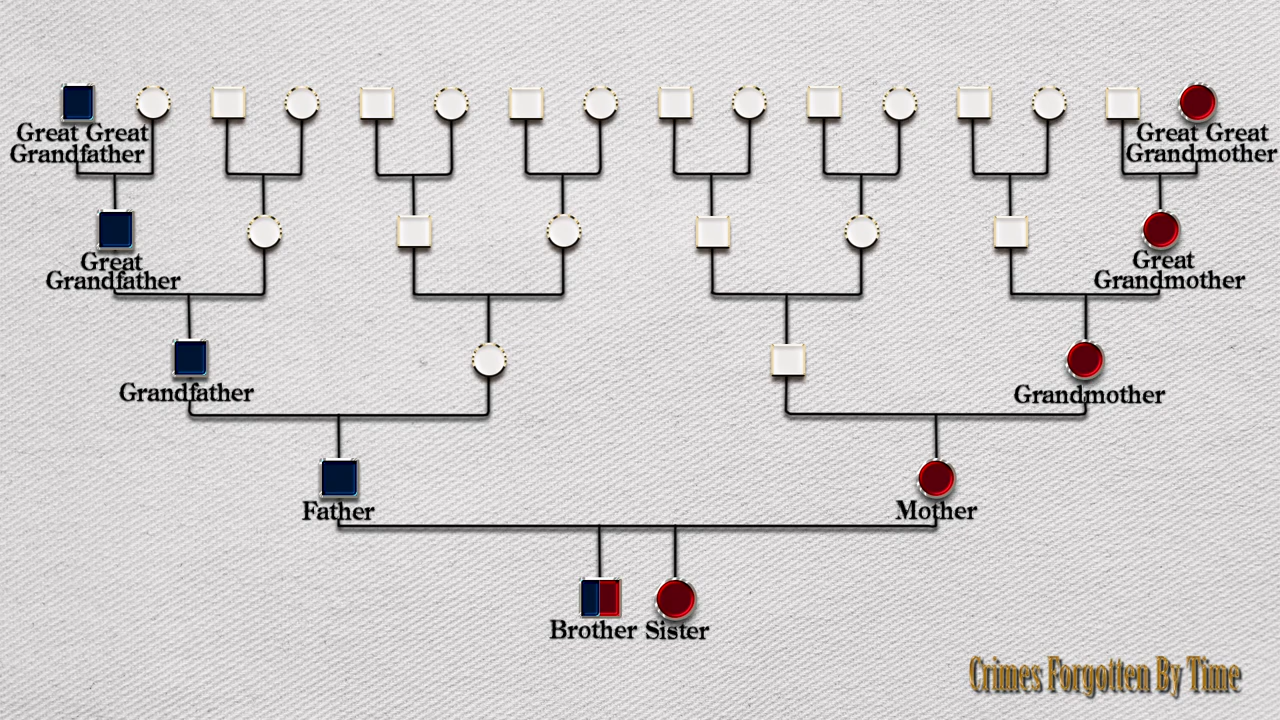 Great Great
Grandfather
Great Great
Grandmother
Great
Grandfather
Great
Grandmother
Grandfather
Grandmother
Father
Mother
Brother
Sister
Crimes Forgotten By Time